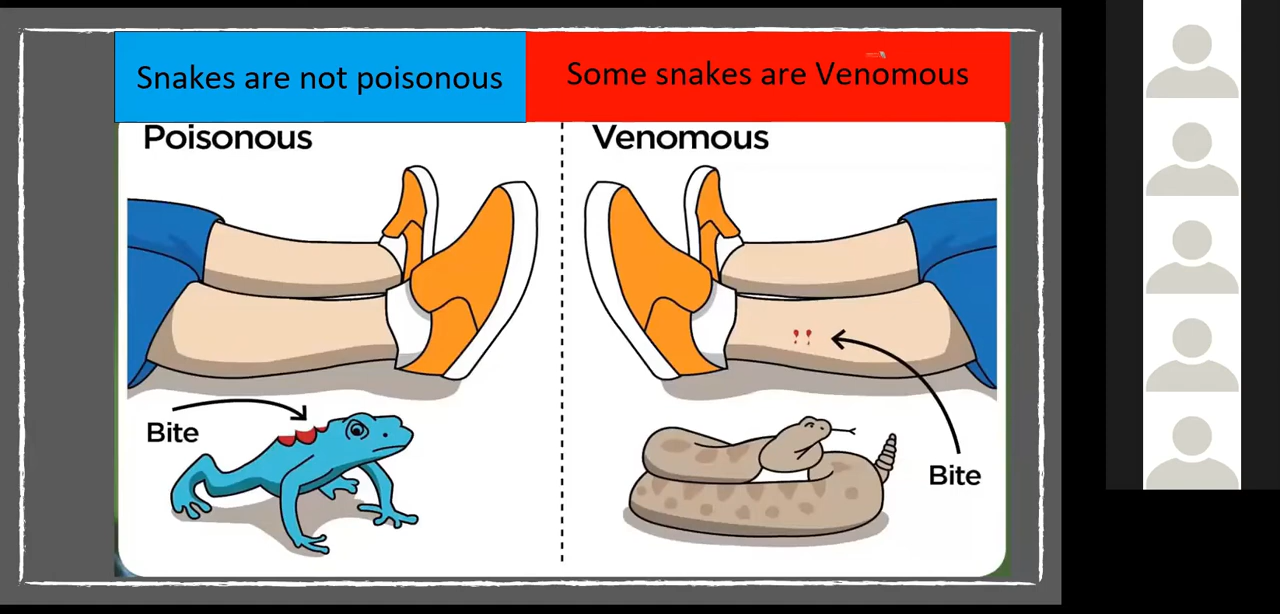 Snakes are not poisonous
Some snakes are Venomous
Poisonous
Venomous
Bite
Bite